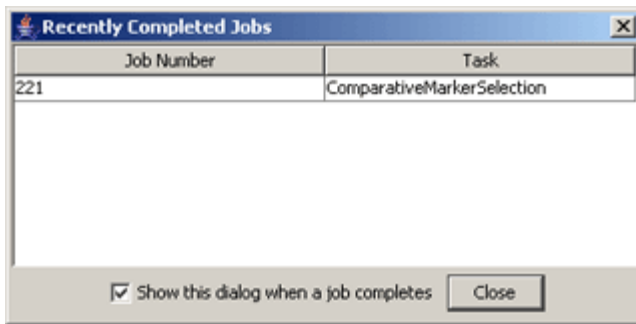 Recently Completed Jobs
Job Number Task
221 ComparativeMarkerSelection
Show this dialog when a job completes Close